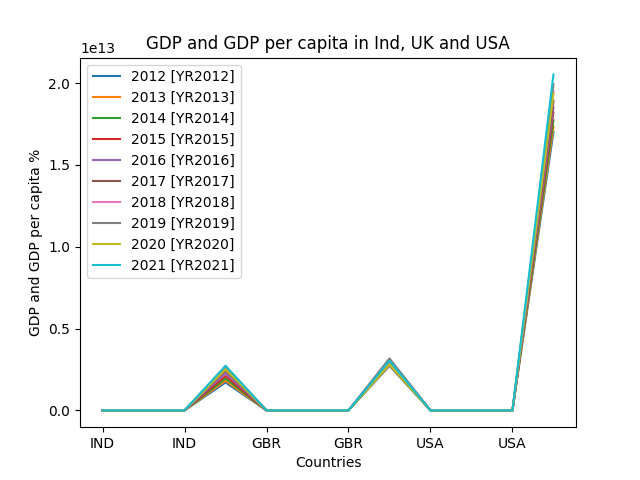 GDP and GDP per capita in Ind, UK and USA
1e13
2012 [YR2012]
2013 [YR2013]
2014 [YR2014]
2015 [YR2015]
2016 [YR2016]
2017 [YR2017]
2018 [YR2018]
2019 [YR2019]
2020 [YR2020]
2021 [YR2021]
2.0
1.5
1.0
0.5
0.0
GDP and GDP per capita %
IND IND GBR GBR USA USA
Countries